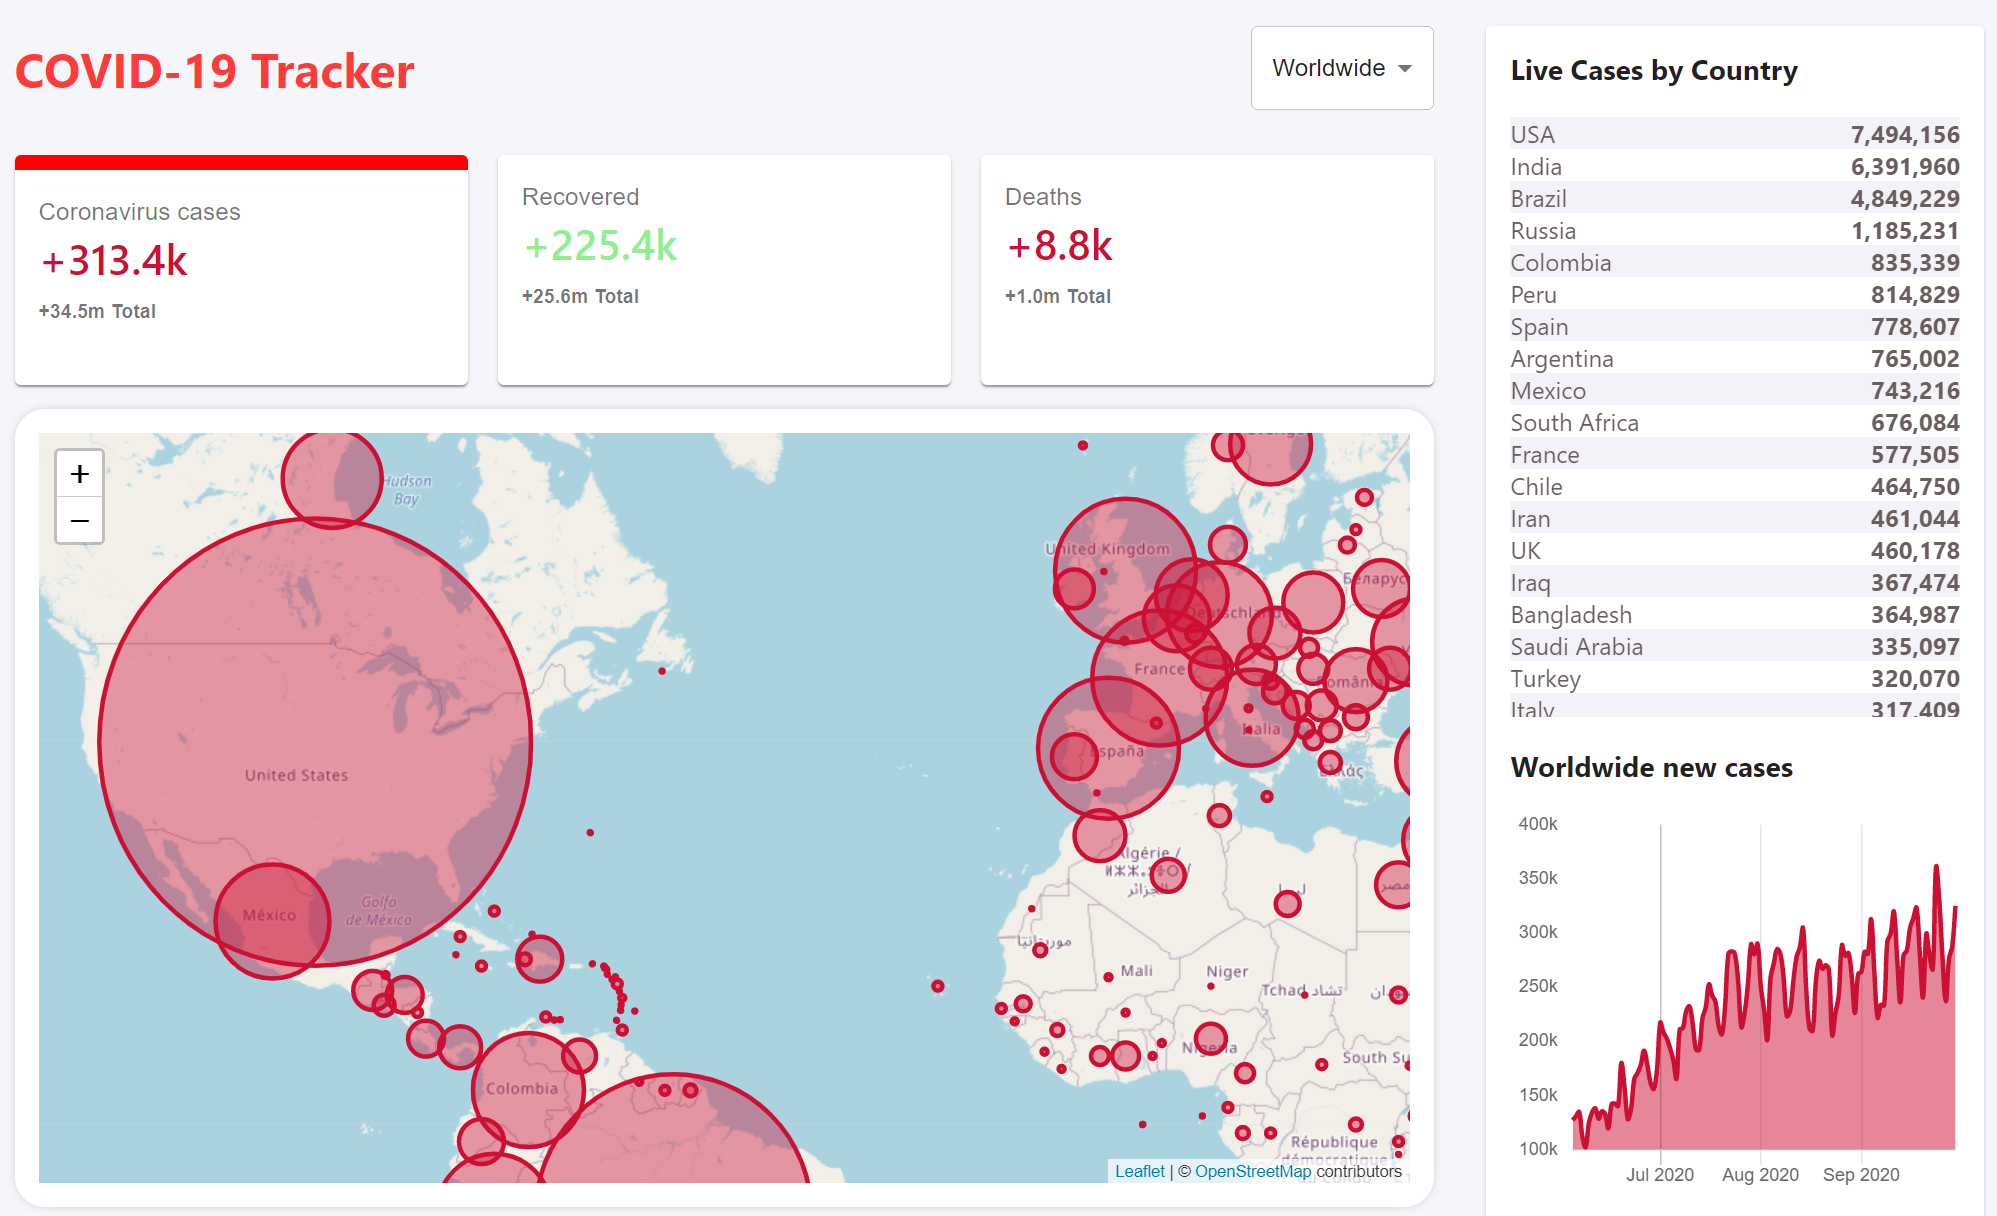 COVID-19 Tracker
Worldwide
Coronavirus cases
+313.4k
+34.5m Total
Recovered
+225.4k
+25.6m Total
Deaths
+8.8k
+1.0m Total
+
−
Hudson
Bay
United States
México
Golfo
de México
Colombia
United Kingdom
Deutschland
Беларусь
France
România
Italia
España
Ελλάς
Algérie /
الجزائر
ليبيا
مصر
موريتانيا
Mali
Niger
Tchad تشاد
Nigeria
South Su
République
démocratique
du Congo
Leaflet | © OpenStreetMap contributors
Live Cases by Country
USA 7,494,156
India 6,391,960
Brazil 4,849,229
Russia 1,185,231
Colombia 835,339
Peru 814,829
Spain 778,607
Argentina 765,002
Mexico 743,216
South Africa 676,084
France 577,505
Chile 464,750
Iran 461,044
UK 460,178
Iraq 367,474
Bangladesh 364,987
Saudi Arabia 335,097
Turkey 320,070
Italy 317,409
Worldwide new cases
400k
350k
300k
250k
200k
150k
100k
Jul 2020 Aug 2020 Sep 2020